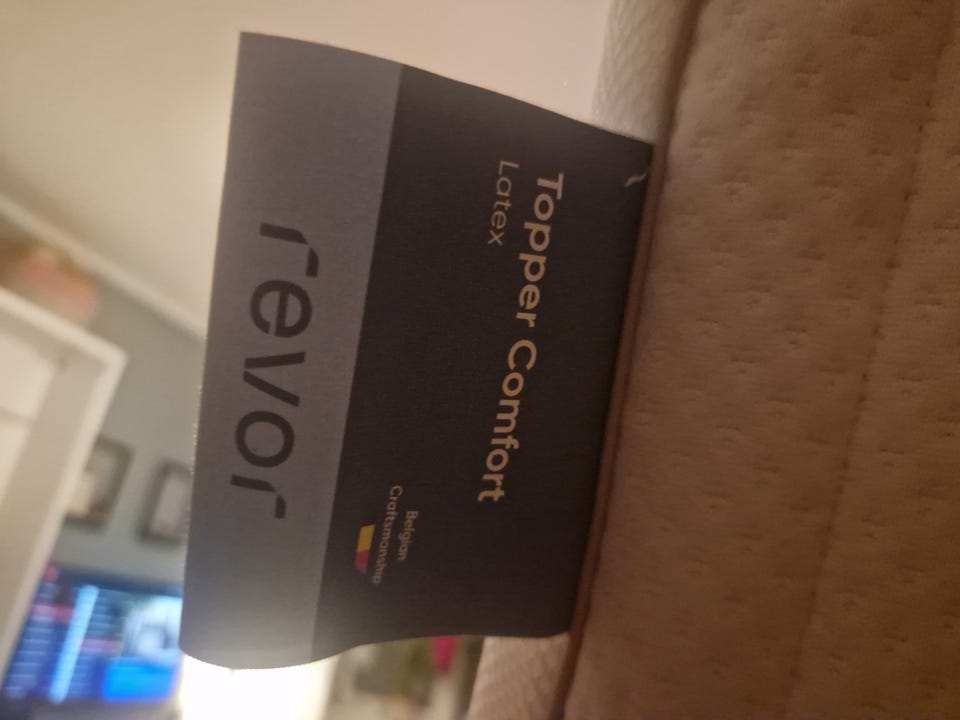 Topper Comfort
Latex
Belgian
Craftsmanship
revor